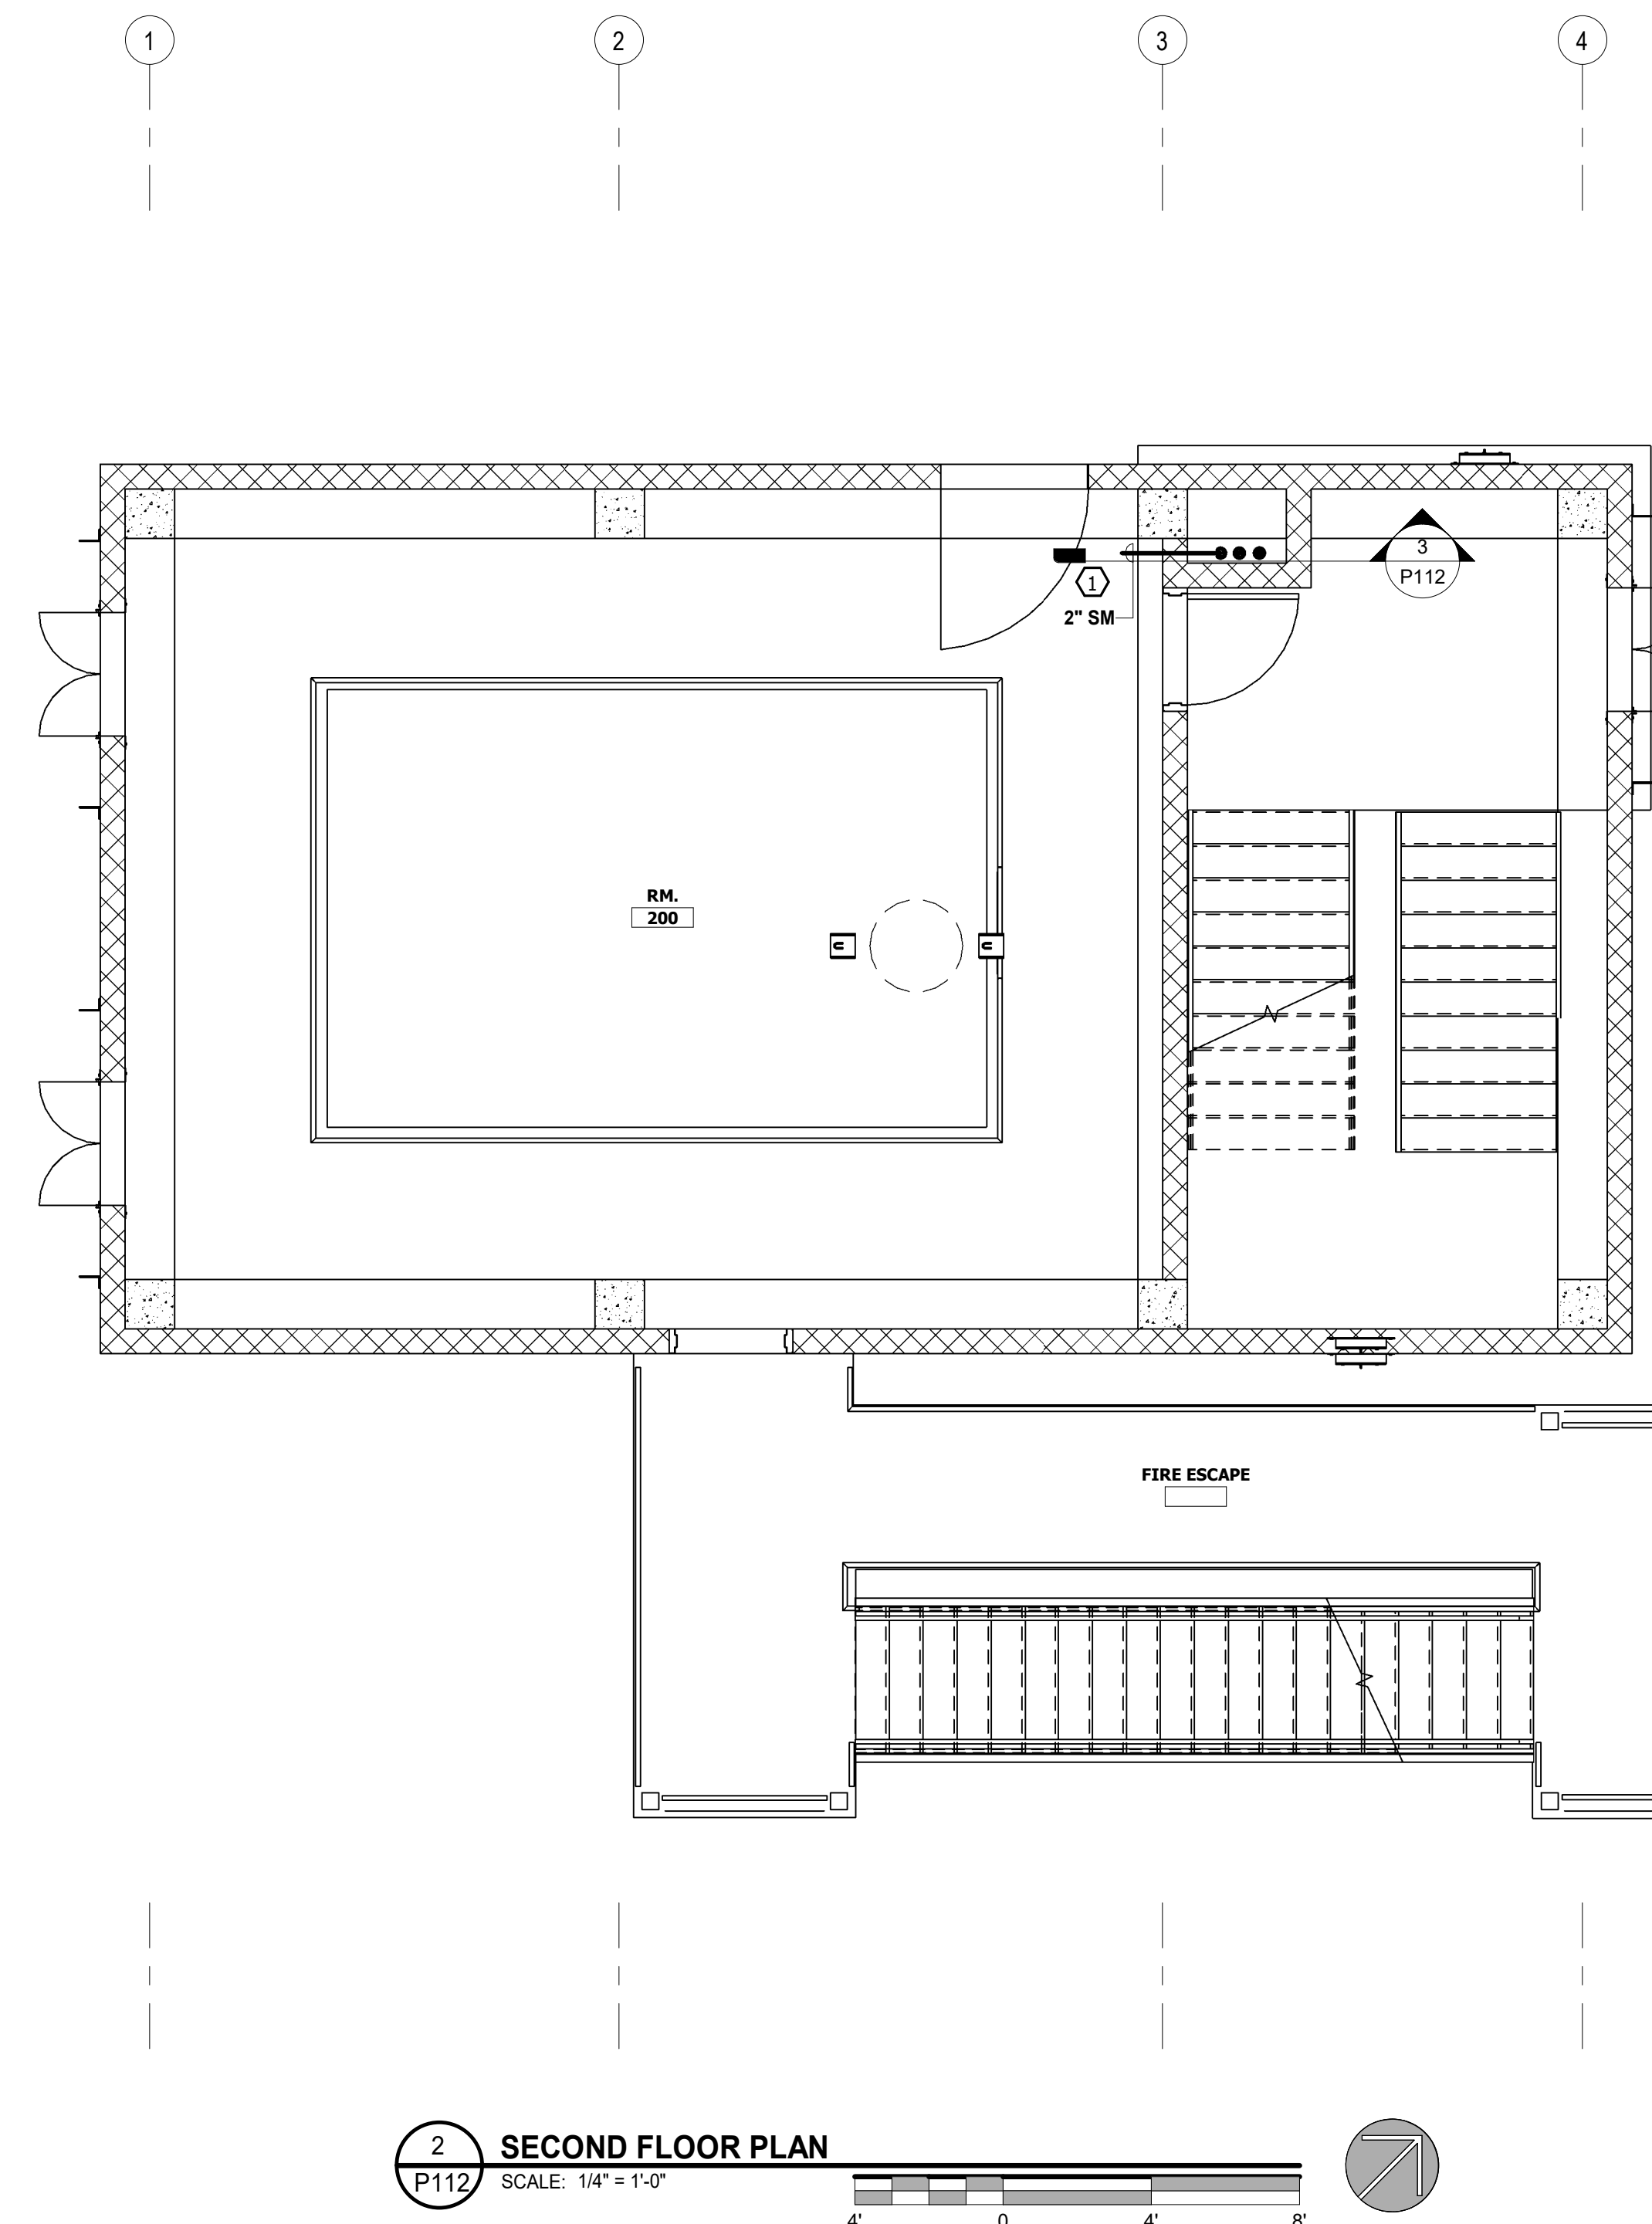 1
2
3
4
3
P112
1
2" SM
RM.
200
FIRE ESCAPE
2
P112
SECOND FLOOR PLAN
SCALE: 1/4" = 1'-0"
4' 0 4' 8'